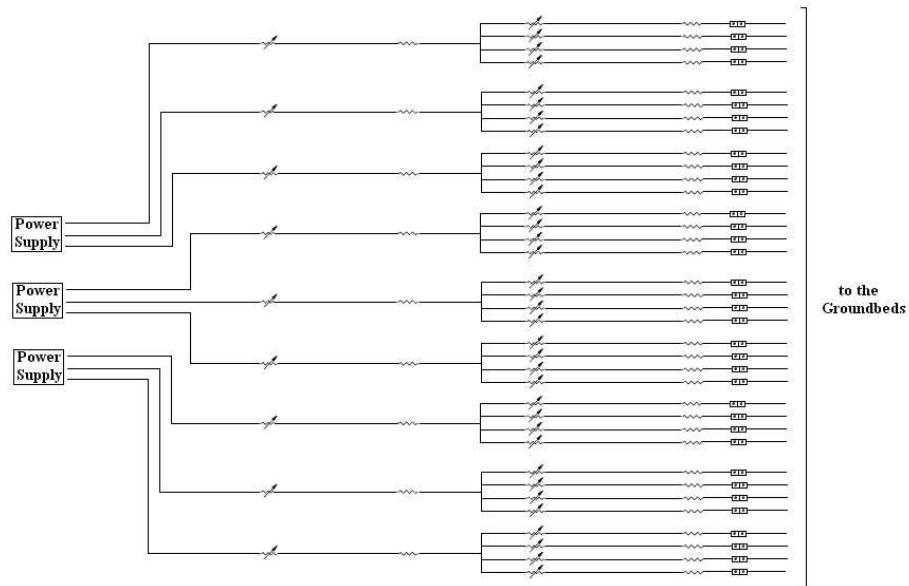 Power
Supply
Power
Supply
to the
Groundbeds
Power
Supply